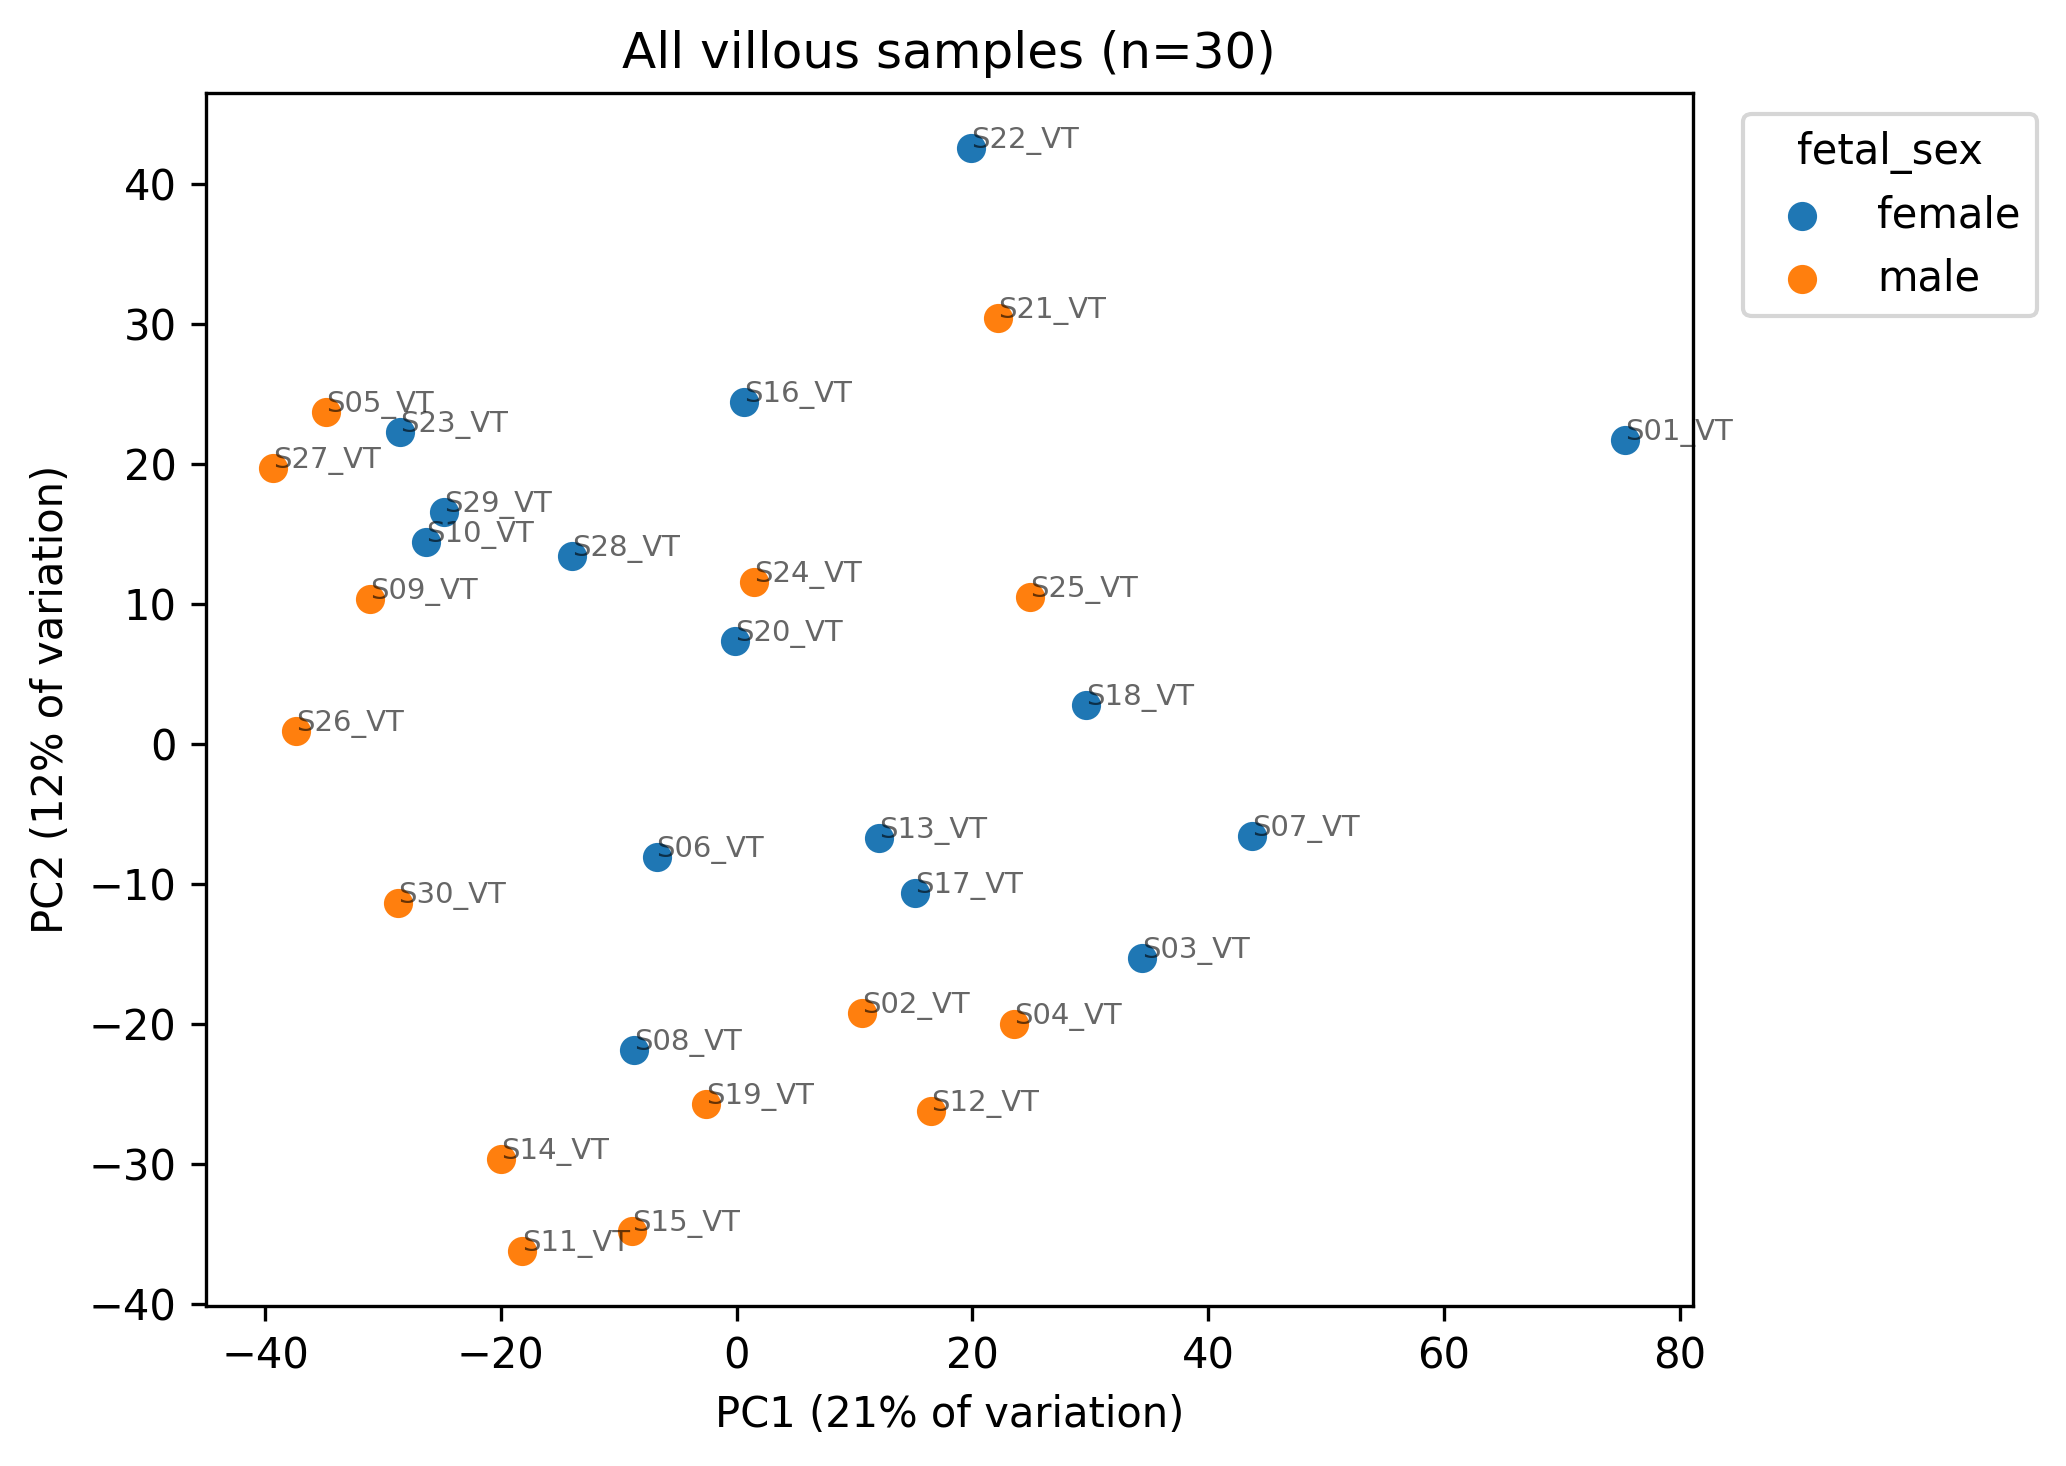 All villous samples (n=30)
fetal_sex
female
male
S22_VT
S21_VT
S16_VT
S05_VT
S23_VT
S01_VT
S27_VT
S29_VT
S10_VT
S28_VT
S24_VT
S09_VT
S25_VT
S20_VT
S18_VT
S26_VT
S13_VT
S07_VT
S06_VT
S17_VT
S30_VT
S03_VT
S02_VT
S04_VT
S08_VT
S19_VT
S12_VT
S14_VT
S15_VT
S11_VT
40
30
20
10
0
−10
−20
−30
−40
PC2 (12% of variation)
−40 −20 0 20 40 60 80
PC1 (21% of variation)